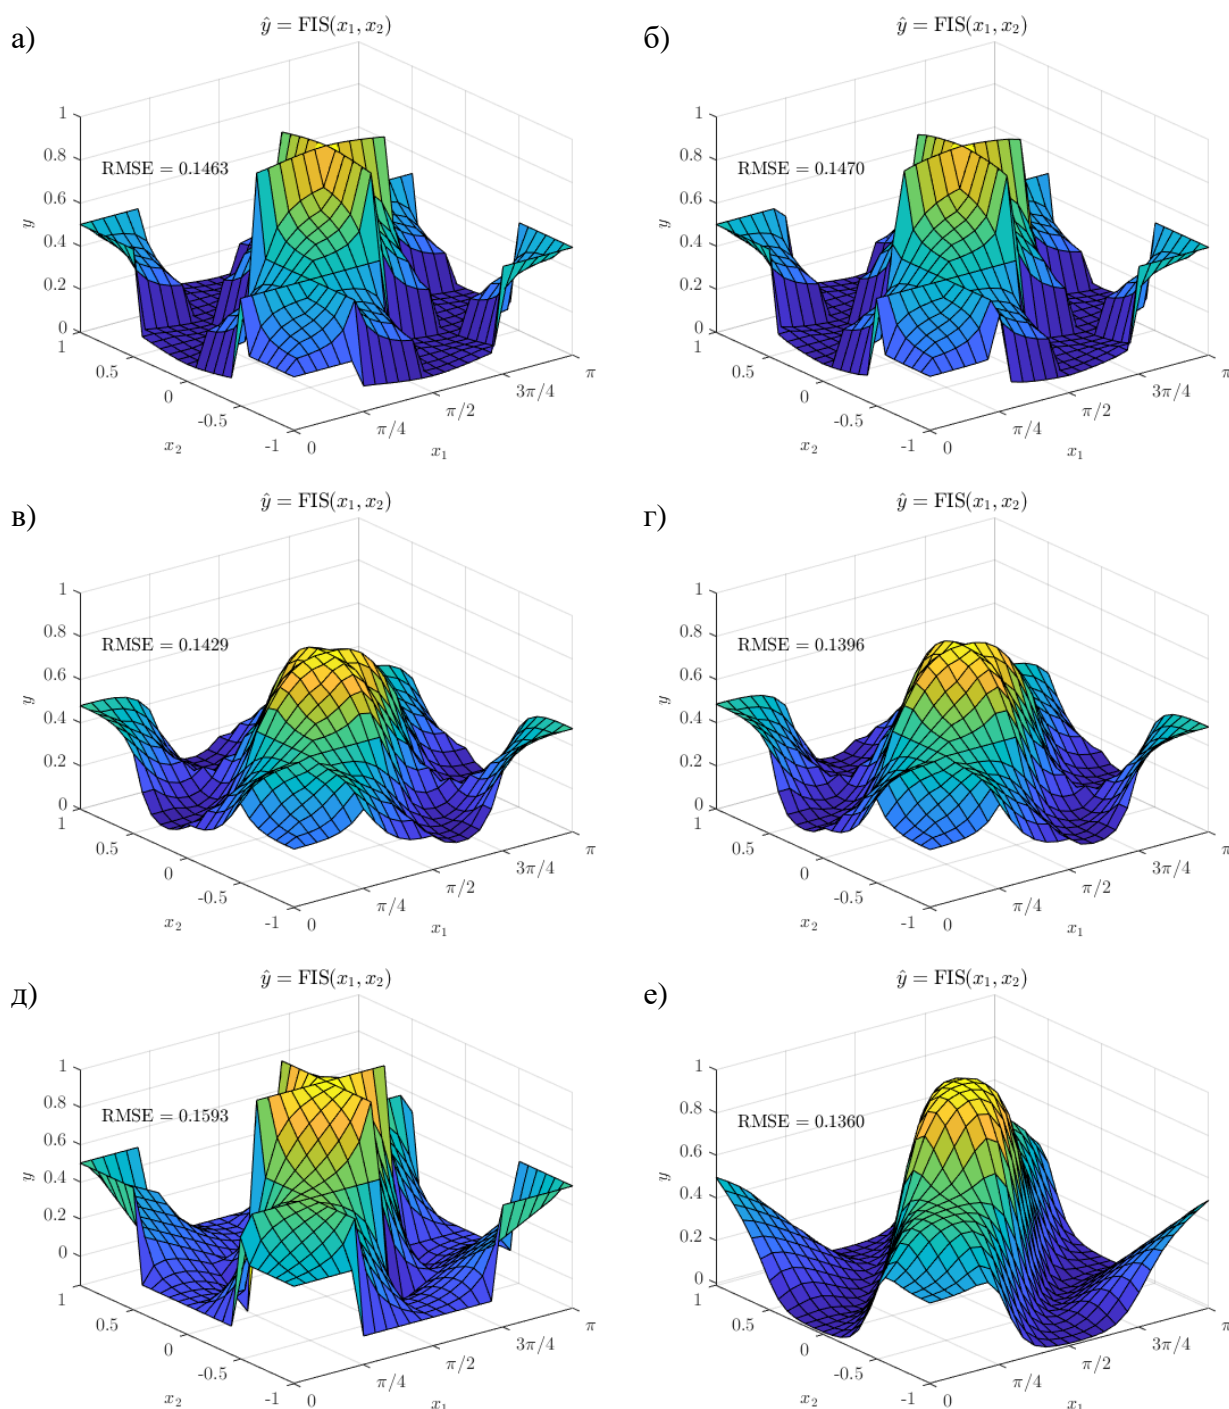 а)
ŷ = FIS(x₁, x₂)
RMSE = 0.1463
y
1
0.8
0.6
0.4
0.2
0
1
0.5
0
-0.5
-1
x₂
0
π/4
π/2
3π/4
π
x₁
б)
ŷ = FIS(x₁, x₂)
RMSE = 0.1470
y
1
0.8
0.6
0.4
0.2
0
1
0.5
0
-0.5
-1
x₂
0
π/4
π/2
3π/4
π
x₁
в)
ŷ = FIS(x₁, x₂)
RMSE = 0.1429
y
1
0.8
0.6
0.4
0.2
0
1
0.5
0
-0.5
-1
x₂
0
π/4
π/2
3π/4
π
x₁
г)
ŷ = FIS(x₁, x₂)
RMSE = 0.1396
y
1
0.8
0.6
0.4
0.2
0
1
0.5
0
-0.5
-1
x₂
0
π/4
π/2
3π/4
π
x₁
д)
ŷ = FIS(x₁, x₂)
RMSE = 0.1593
y
1
0.8
0.6
0.4
0.2
0
1
0.5
0
-0.5
-1
x₂
0
π/4
π/2
3π/4
π
x₁
е)
ŷ = FIS(x₁, x₂)
RMSE = 0.1360
y
1
0.8
0.6
0.4
0.2
0
1
0.5
0
-0.5
-1
x₂
0
π/4
π/2
3π/4
π
x₁